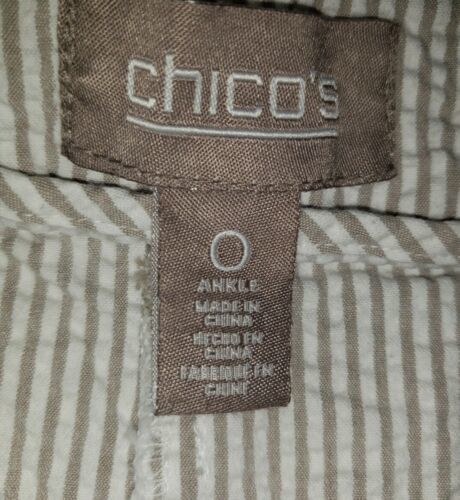 chico's
0
ANKLE
MADE IN
CHINA
HECHO EN
CHINA
FABRIQUE EN
CHINE